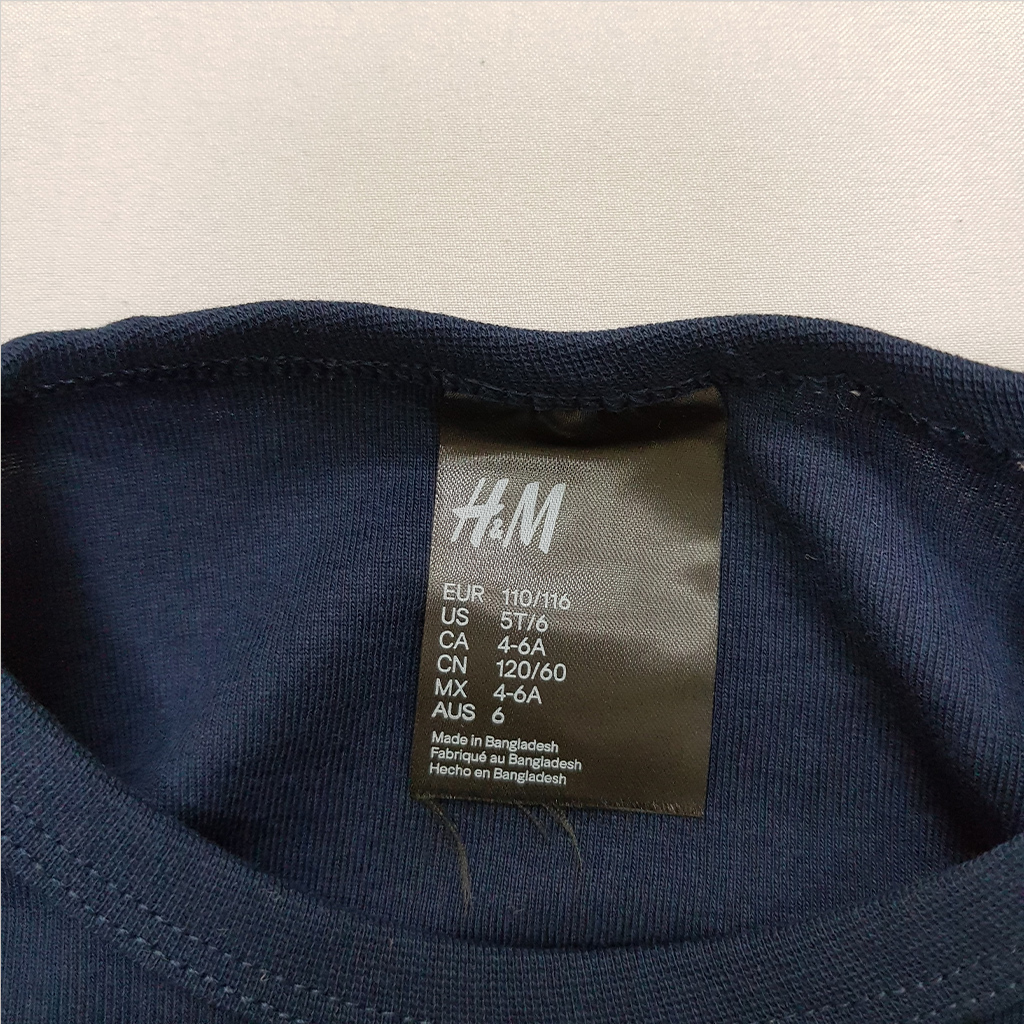 H&M
EUR 110/116
US 5T/6
CA 4-6A
CN 120/60
MX 4-6A
AUS 6
Made in Bangladesh
Fabriqué au Bangladesh
Hecho en Bangladesh